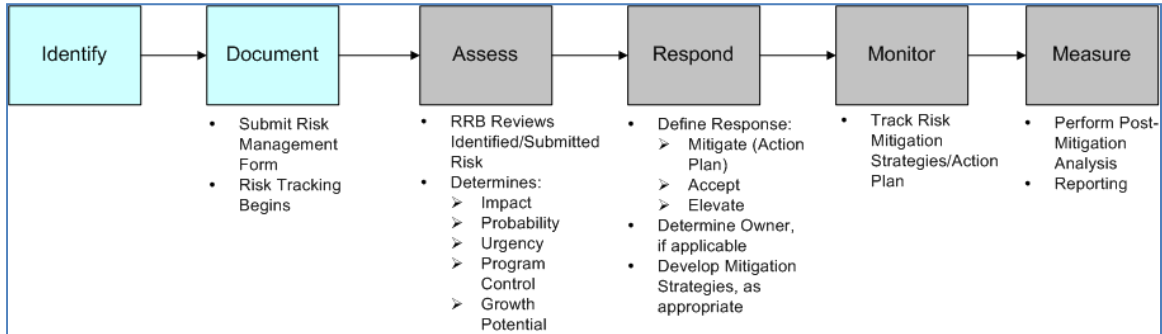 Identify
Document
Assess
Respond
Monitor
Measure
• Submit Risk
Management
Form
• Risk Tracking
Begins
• RRB Reviews
Identified/Submitted
Risk
• Determines:
➢ Impact
➢ Probability
➢ Urgency
➢ Program
Control
➢ Growth
Potential
• Define Response:
➢ Mitigate (Action
Plan)
➢ Accept
➢ Elevate
• Determine Owner,
if applicable
• Develop Mitigation
Strategies, as
appropriate
• Track Risk
Mitigation
Strategies/Action
Plan
• Perform Post-
Mitigation
Analysis
• Reporting